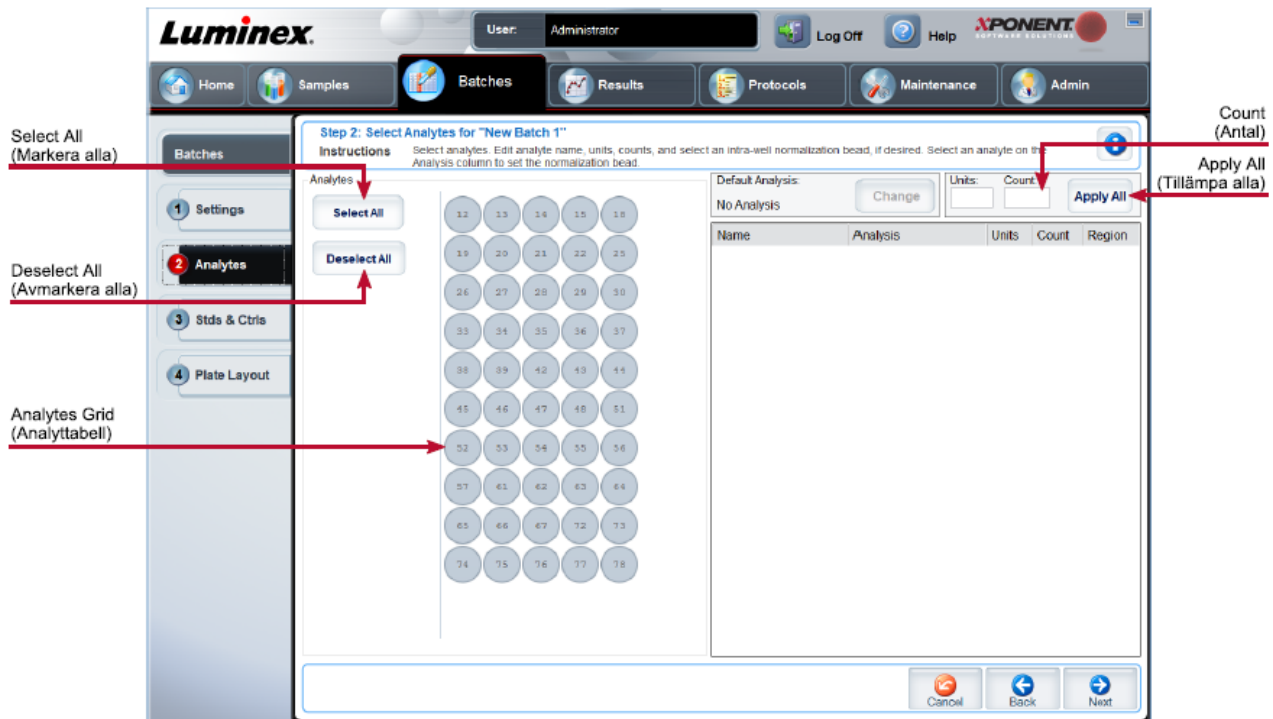 Luminex.
User: Administrator
Log Off
Help
XPONENT.
SOFTWARE SOLUTIONS
Home
Samples
Batches
Results
Protocols
Maintenance
Admin
Select All
(Markera alla)
Deselect All
(Avmarkera alla)
Analytes Grid
(Analyttabell)
Count
(Antal)
Apply All
(Tillämpa alla)
Batches
1 Settings
2 Analytes
3 Stds & Ctrls
4 Plate Layout
Step 2: Select Analytes for "New Batch 1"
Instructions Select analytes. Edit analyte name, units, counts, and select an intra-well normalization bead, if desired. Select an analyte on the
Analysis column to set the normalization bead.
Analytes
Select All
Deselect All
12 13 14 15 18
19 20 21 22 25
26 27 28 29 30
33 34 35 36 37
38 39 42 43 44
45 46 47 48 51
52 53 54 55 56
57 61 62 63 64
65 66 67 72 73
74 75 76 77 78
Default Analysis:
No Analysis
Change
Units: Count:
Apply All
Name Analysis Units Count Region
Cancel
Back
Next